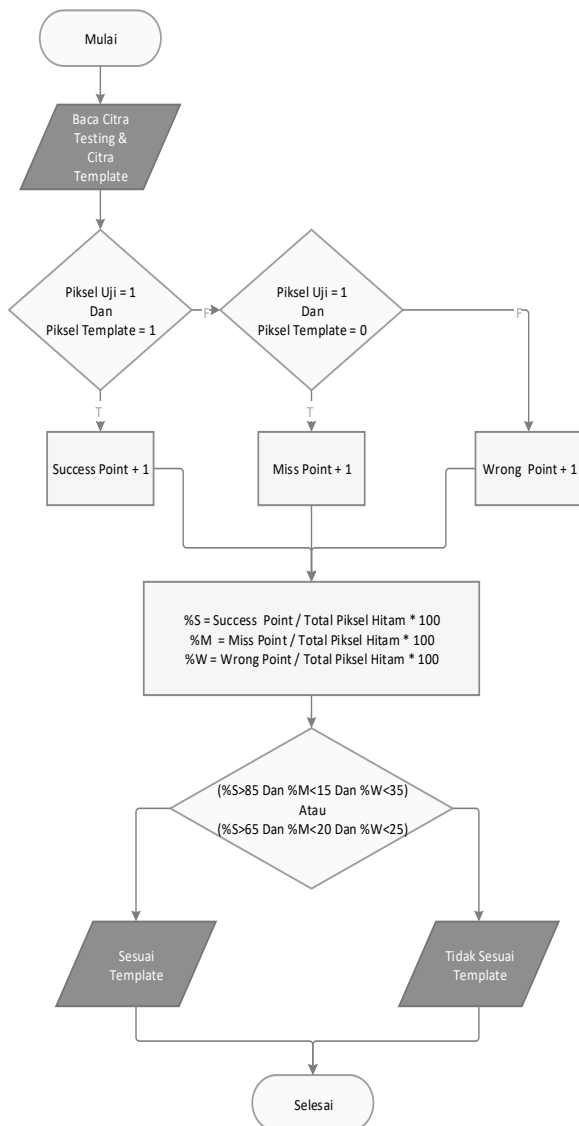 Mulai
Baca Citra
Testing &
Citra
Template
Piksel Uji = 1
Dan
Piksel Template = 1
F
Piksel Uji = 1
Dan
Piksel Template = 0
F
T
T
Success Point + 1
Miss Point + 1
Wrong Point + 1
%S = Success Point / Total Piksel Hitam * 100
%M = Miss Point / Total Piksel Hitam * 100
%W = Wrong Point / Total Piksel Hitam * 100
(%S>85 Dan %M<15 Dan %W<35)
Atau
(%S>65 Dan %M<20 Dan %W<25)
Sesuai
Template
Tidak Sesuai
Template
Selesai